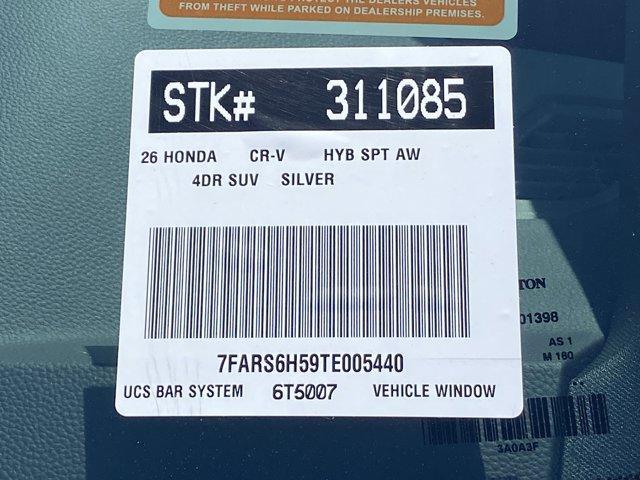 FROM THEFT WHILE PARKED ON DEALERSHIP PREMISES.
STK# 311085
26 HONDA CR-V HYB SPT AW
4DR SUV SILVER
7FARS6H59TE005440
UCS BAR SYSTEM 6T5007 VEHICLE WINDOW
TON
01398
AS 1
M 160
3A0A3F